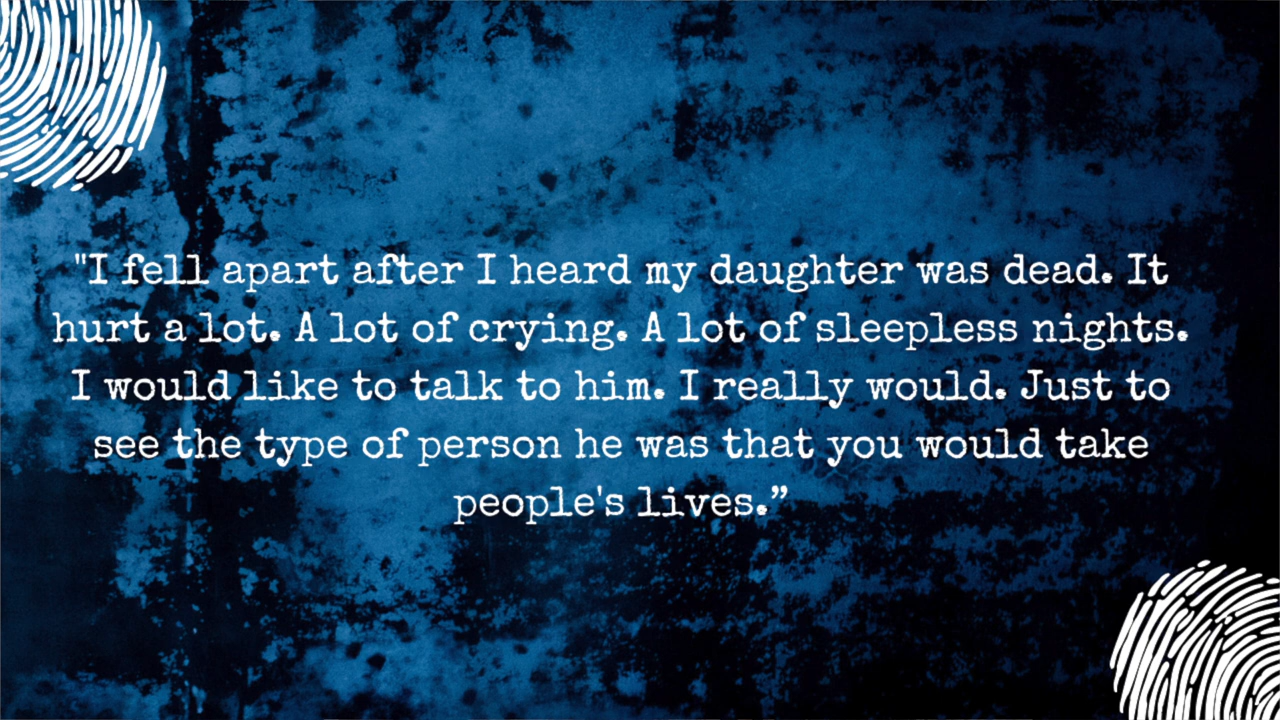 "I fell apart after I heard my daughter was dead. It
hurt a lot. A lot of crying. A lot of sleepless nights.
I would like to talk to him. I really would. Just to
see the type of person he was that you would take
people's lives.”